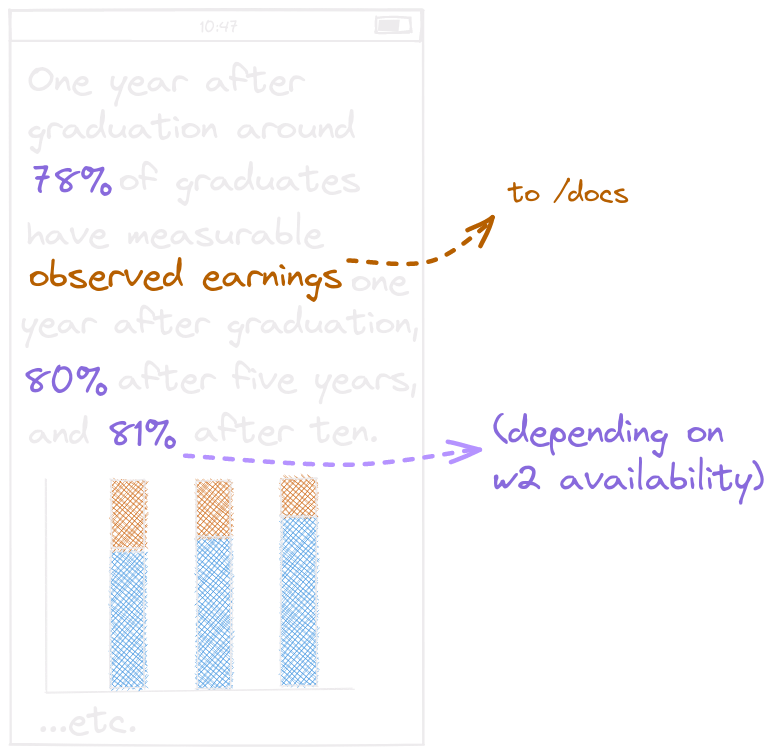 10:47
One year after
graduation around
78% of graduates
have measurable
observed earnings one
year after graduation,
80% after five years,
and 81% after ten.
...etc.
to /docs
(depending on
w2 availability)